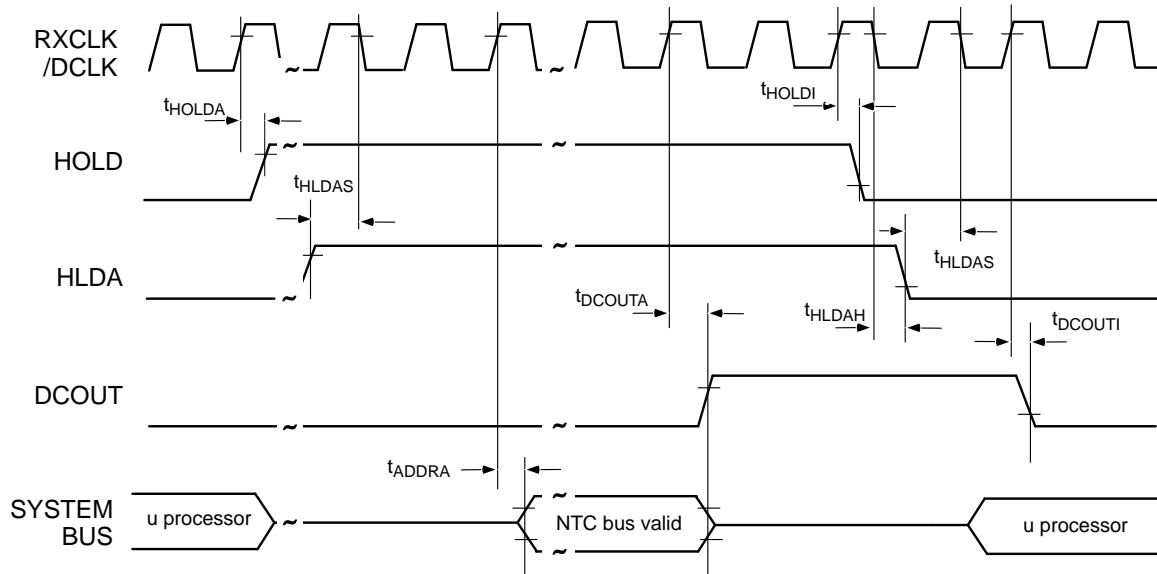 RXCLK
/DCLK
~
~
tHOLDA
tHOLDI
HOLD
~
~
tHLDAS
HLDA
~
~
tHLDAS
tDCOUTA
tHLDAH
tDCOUTI
DCOUT
~
~
tADDRA
SYSTEM
BUS
u processor
~
~
NTC bus valid
~
u processor